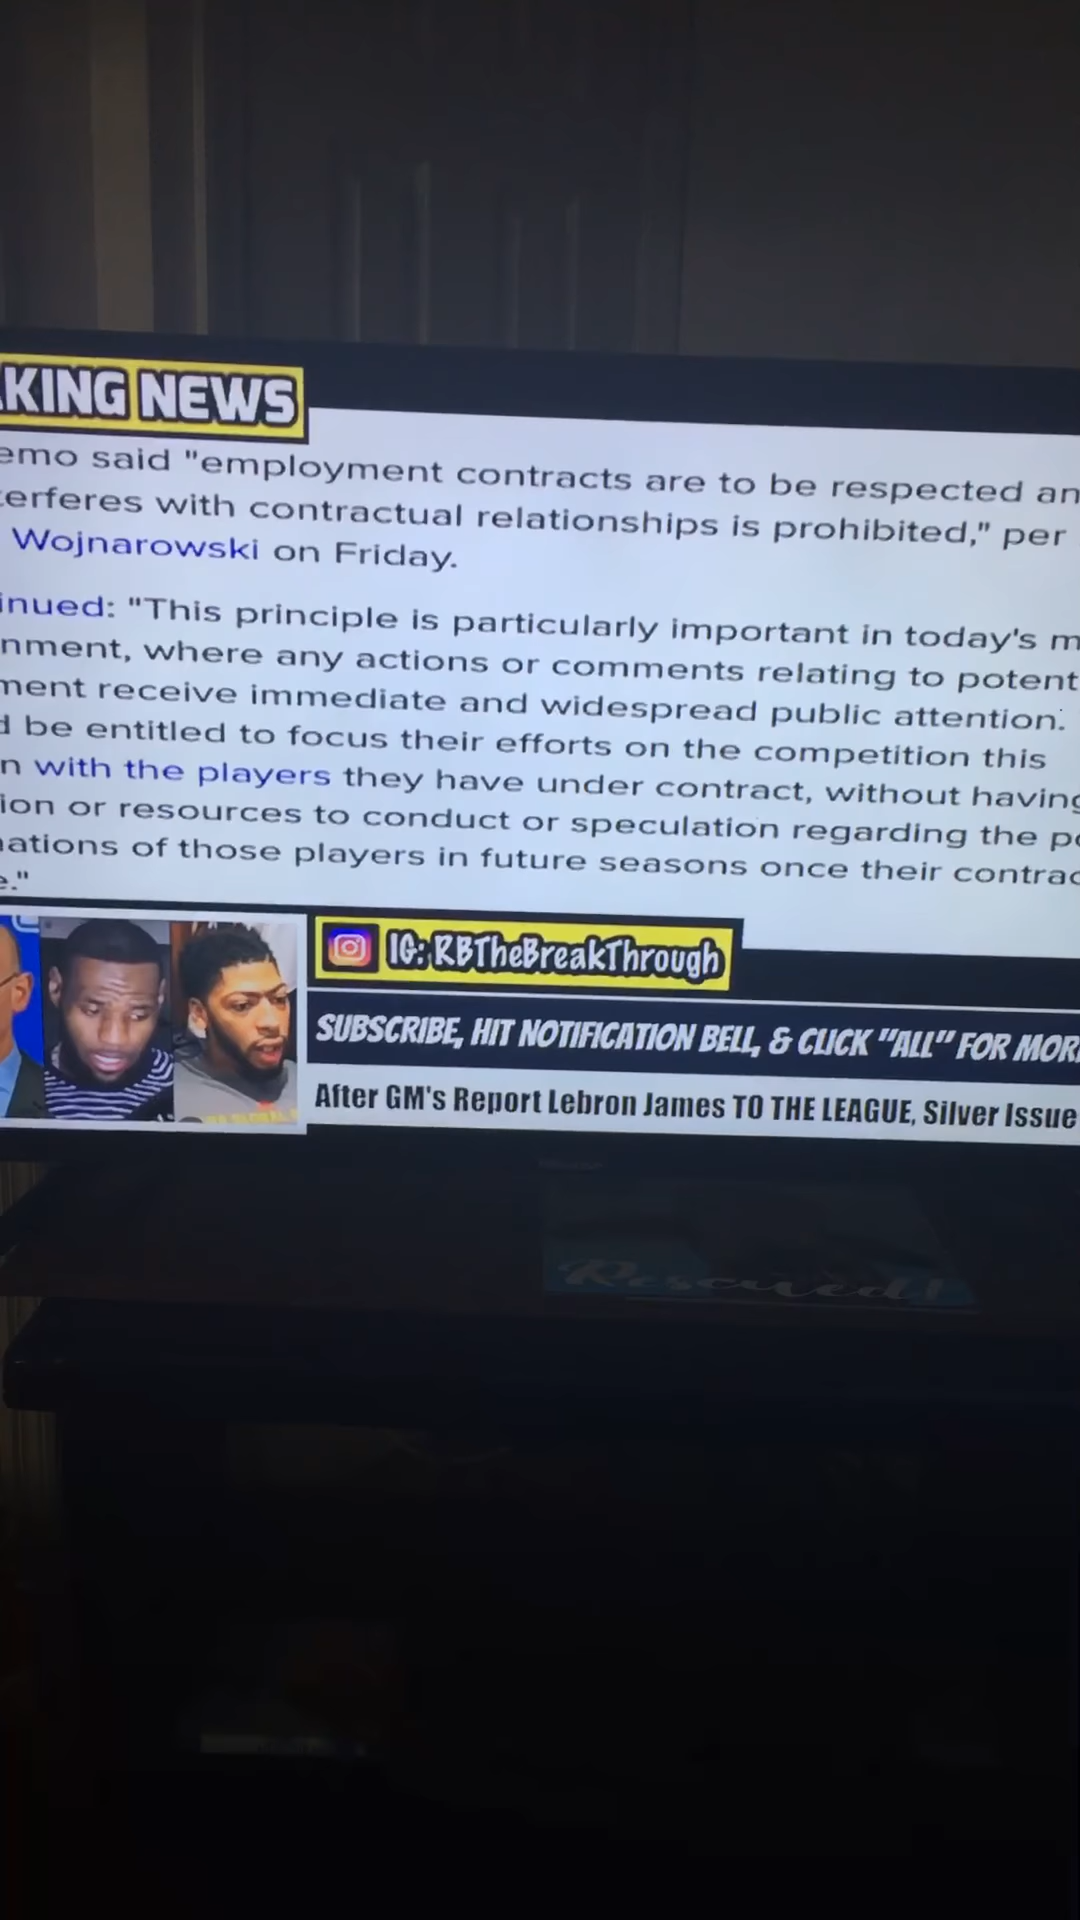 KING NEWS
emo said "employment contracts are to be respected an
terferes with contractual relationships is prohibited," per
Wojnarowski on Friday.
inued: "This principle is particularly important in today's m
nment, where any actions or comments relating to potent
ment receive immediate and widespread public attention.
d be entitled to focus their efforts on the competition this
n with the players they have under contract, without having
ion or resources to conduct or speculation regarding the po
nations of those players in future seasons once their contrac
e."
IG: RBTheBreakThrough
SUBSCRIBE, HIT NOTIFICATION BELL, & CLICK "ALL" FOR MOR
After GM's Report Lebron James TO THE LEAGUE, Silver Issue
Rescued!